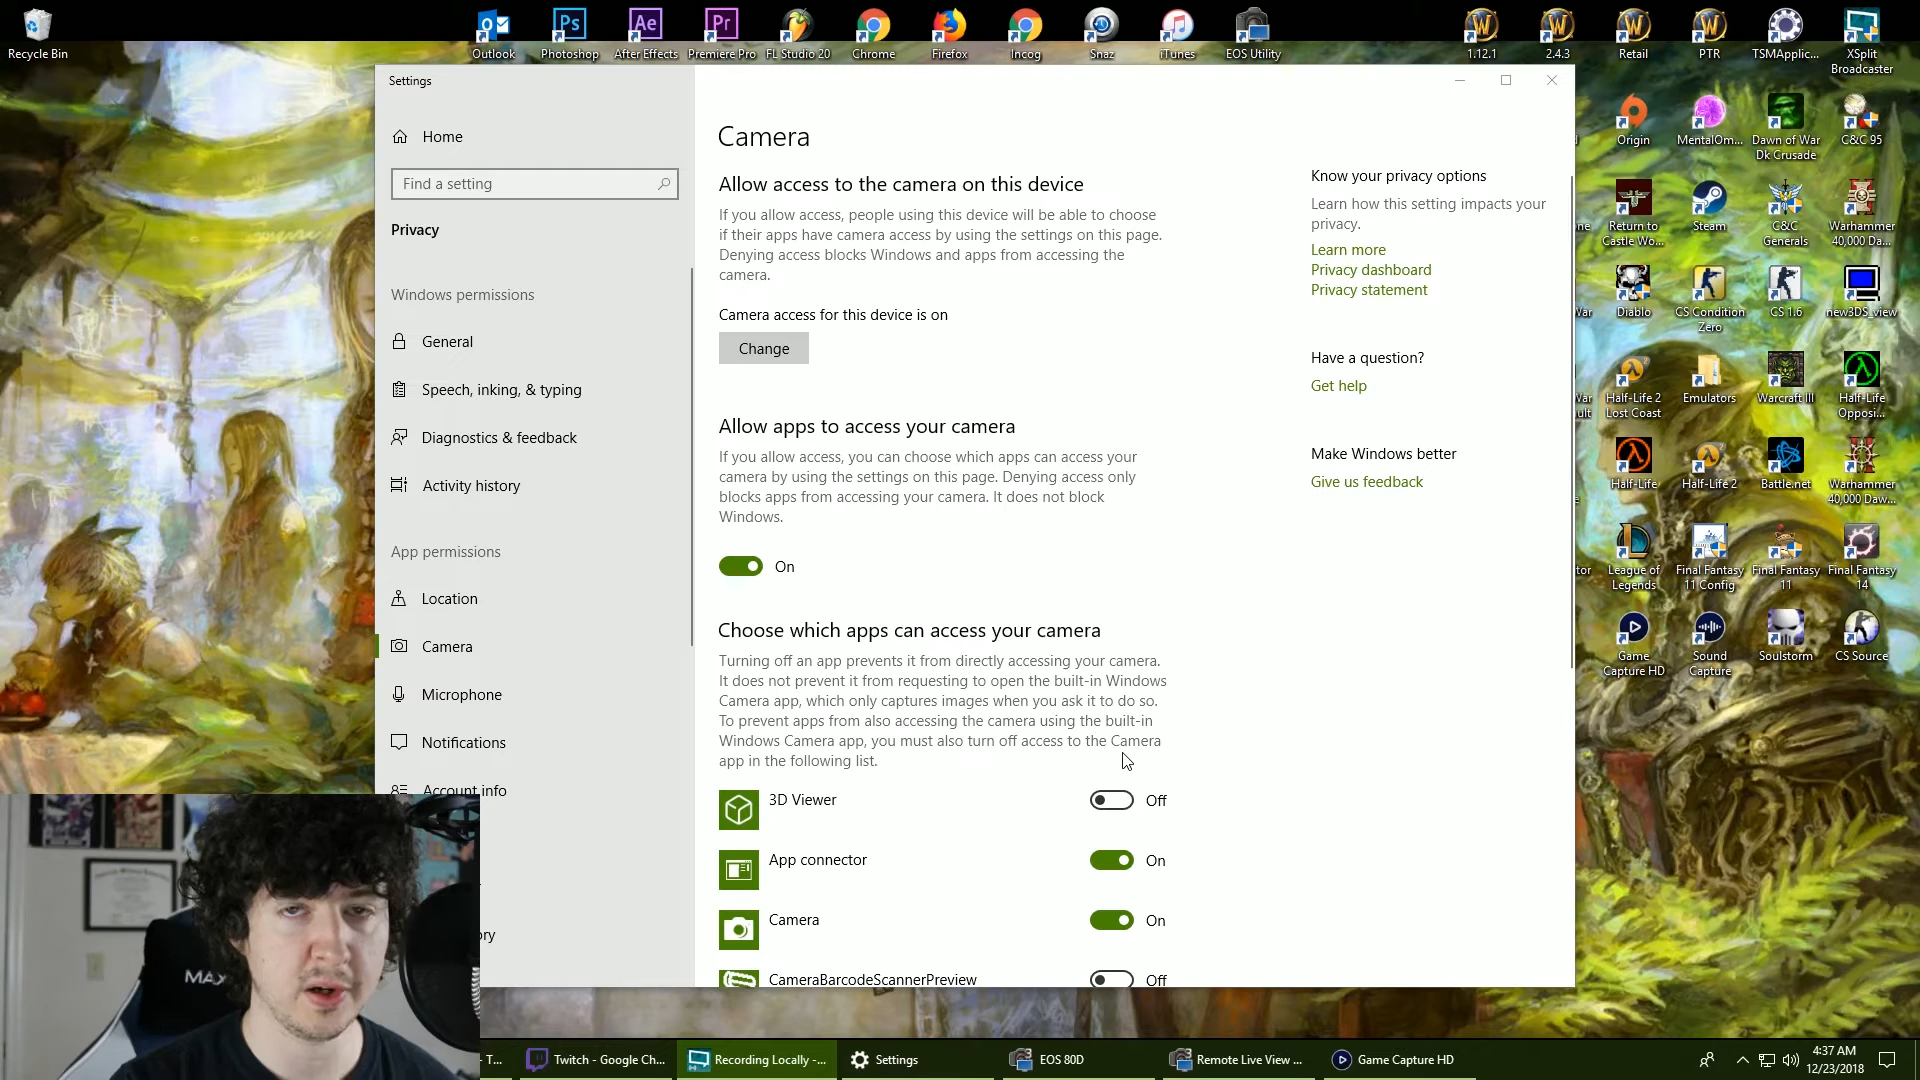 Recycle Bin
Outlook
Photoshop
After Effects
Premiere Pro
FL Studio 20
Chrome
Firefox
Incog
Snaz
iTunes
EOS Utility
1.12.1
2.4.3
Retail
PTR
TSMApplic...
XSplit
Broadcaster
Settings
Home
Find a setting
Privacy
Windows permissions
General
Speech, inking, & typing
Diagnostics & feedback
Activity history
App permissions
Location
Camera
Microphone
Notifications
Account info
ory
Camera
Allow access to the camera on this device
If you allow access, people using this device will be able to choose
if their apps have camera access by using the settings on this page.
Denying access blocks Windows and apps from accessing the
camera.
Camera access for this device is on
Change
Allow apps to access your camera
If you allow access, you can choose which apps can access your
camera by using the settings on this page. Denying access only
blocks apps from accessing your camera. It does not block
Windows.
On
Choose which apps can access your camera
Turning off an app prevents it from directly accessing your camera.
It does not prevent it from requesting to open the built-in Windows
Camera app, which only captures images when you ask it to do so.
To prevent apps from also accessing the camera using the built-in
Windows Camera app, you must also turn off access to the Camera
app in the following list.
3D Viewer
Off
App connector
On
Camera
On
CameraBarcodeScannerPreview
Off
Know your privacy options
Learn how this setting impacts your
privacy.
Learn more
Privacy dashboard
Privacy statement
Have a question?
Get help
Make Windows better
Give us feedback
Origin
MentalOm...
Dawn of War
Dk Crusade
C&C 95
Return to
Castle Wo...
Steam
C&C
Generals
Warhammer
40,000 Da...
Diablo
CS Condition
Zero
CS 1.6
new3DS_view
Half-Life 2
Lost Coast
Emulators
Warcraft III
Half-Life
Opposi...
Half-Life
Half-Life 2
Battle.net
Warhammer
40,000 Daw...
League of
Legends
Final Fantasy
11 Config
Final Fantasy
11
Final Fantasy
14
Game
Capture HD
Sound
Capture
Soulstorm
CS Source
MAX
- T...
Twitch - Google Ch...
Recording Locally -...
Settings
EOS 80D
Remote Live View ...
Game Capture HD
4:37 AM
12/23/2018